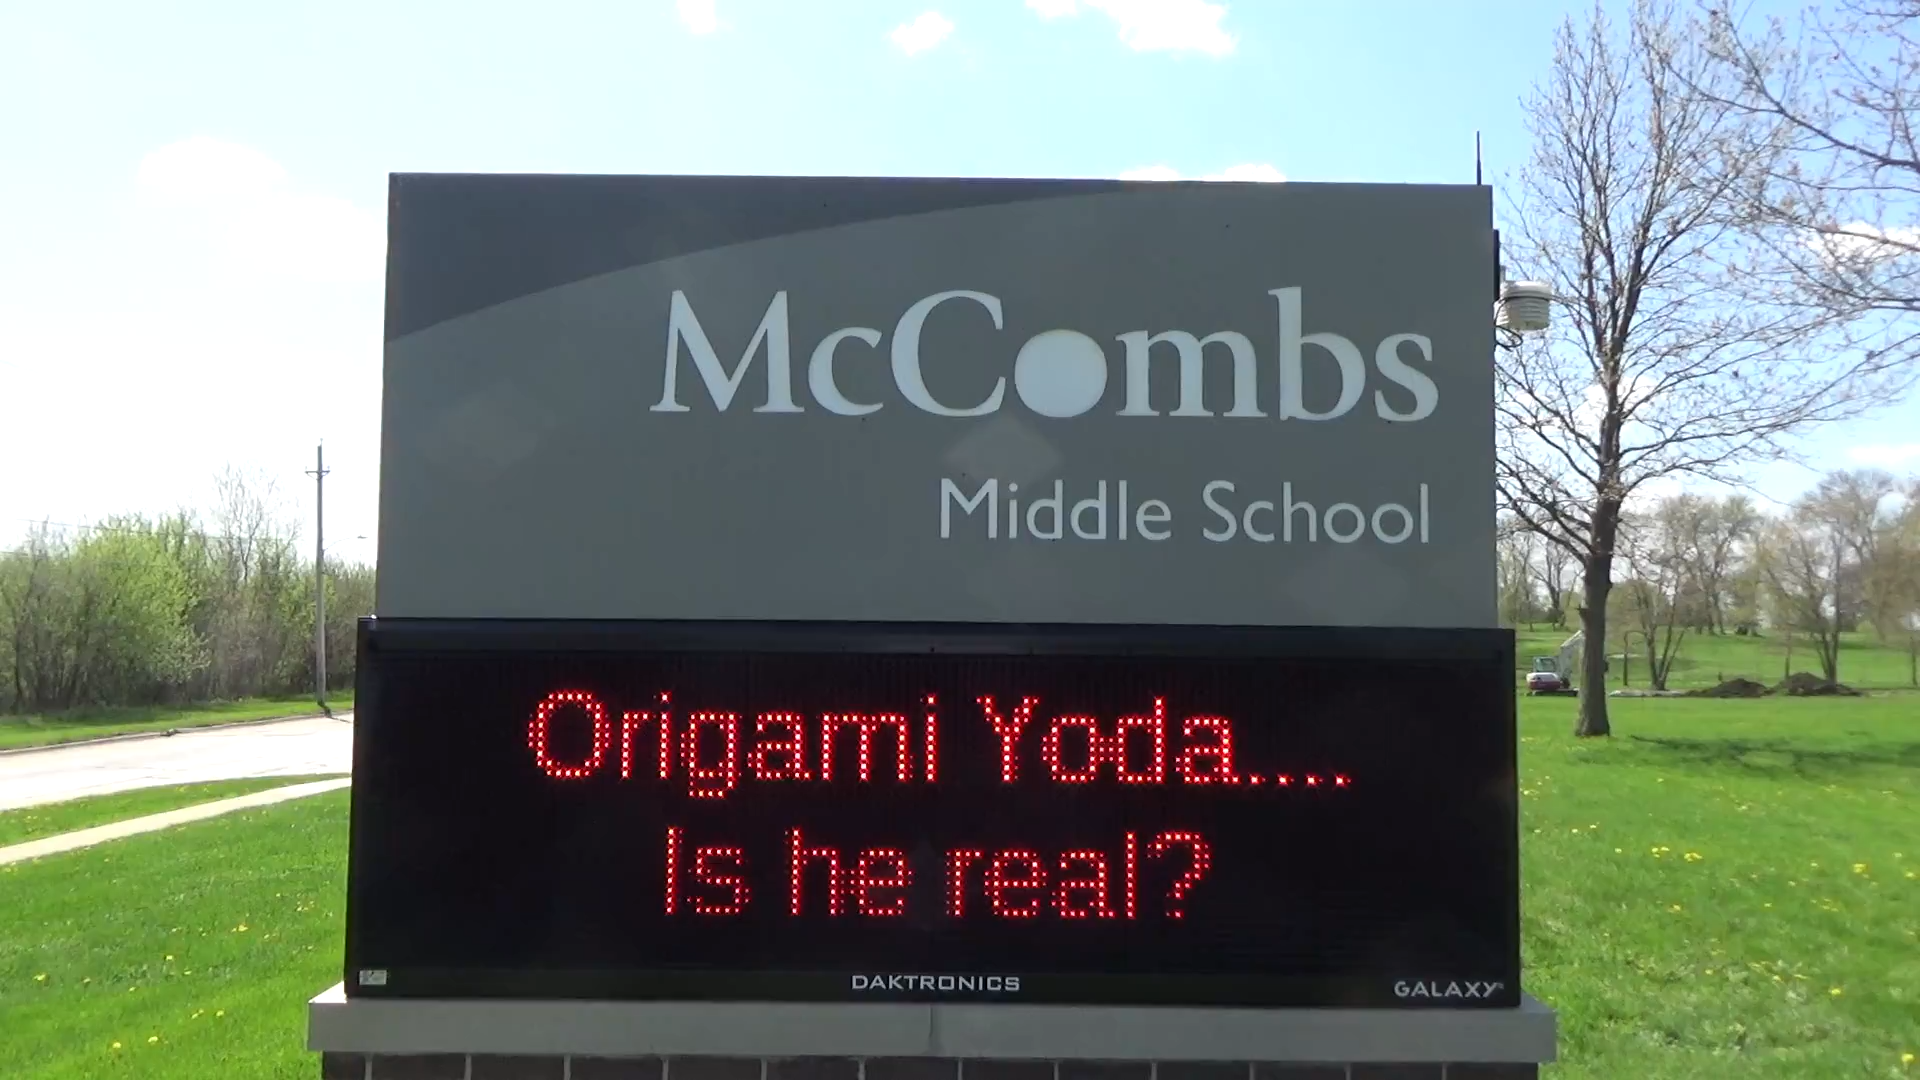 McCombs
Middle School
Origami Yoda....
Is he real?
DAKTRONICS
GALAXY